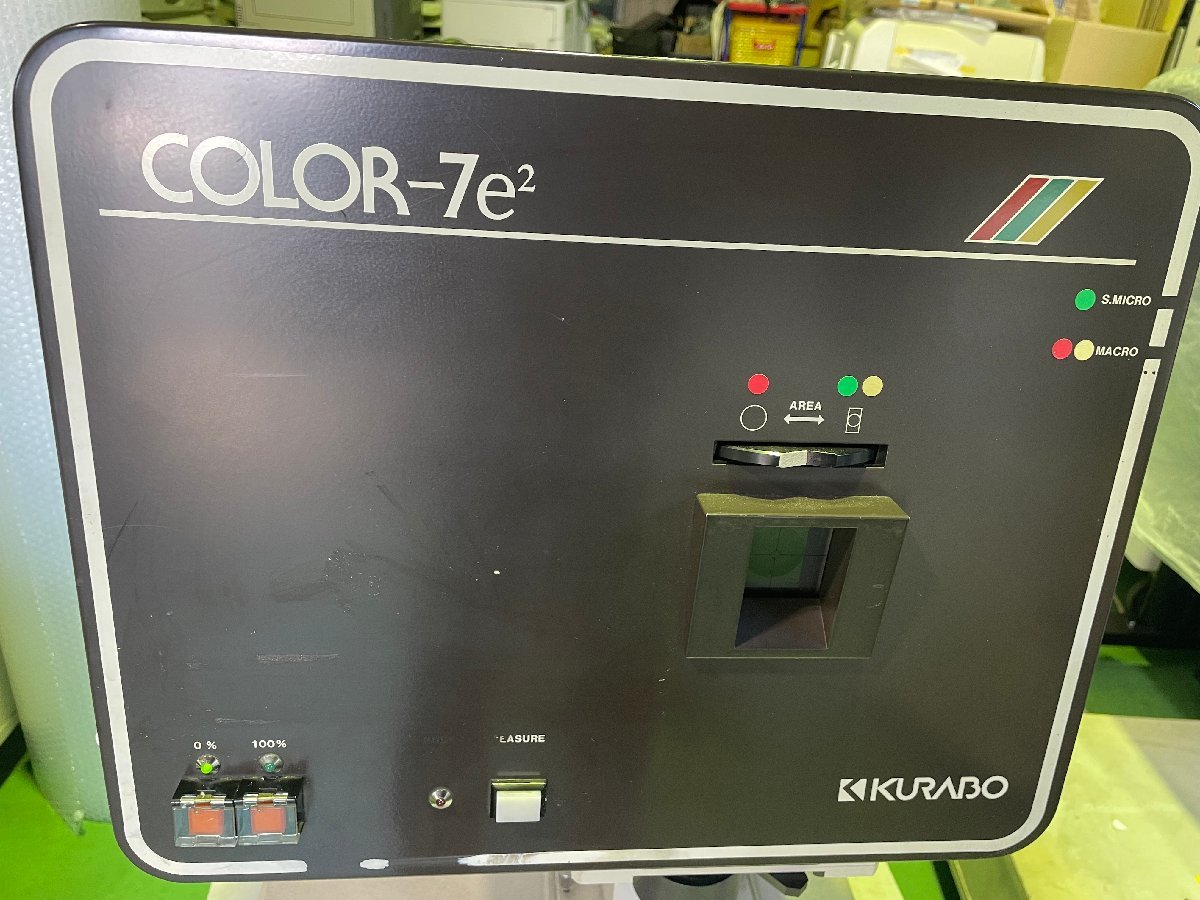 COLOR-7e²
S.MICRO
MACRO
AREA
0 %
100%
EASURE
KURABO